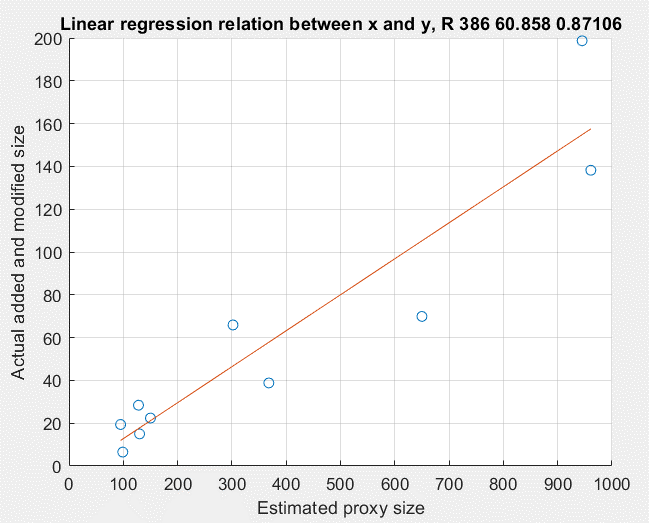 Linear regression relation between x and y, R 386 60.858 0.87106
200
180
160
140
120
100
80
60
40
20
0
Actual added and modified size
0 100 200 300 400 500 600 700 800 900 1000
Estimated proxy size